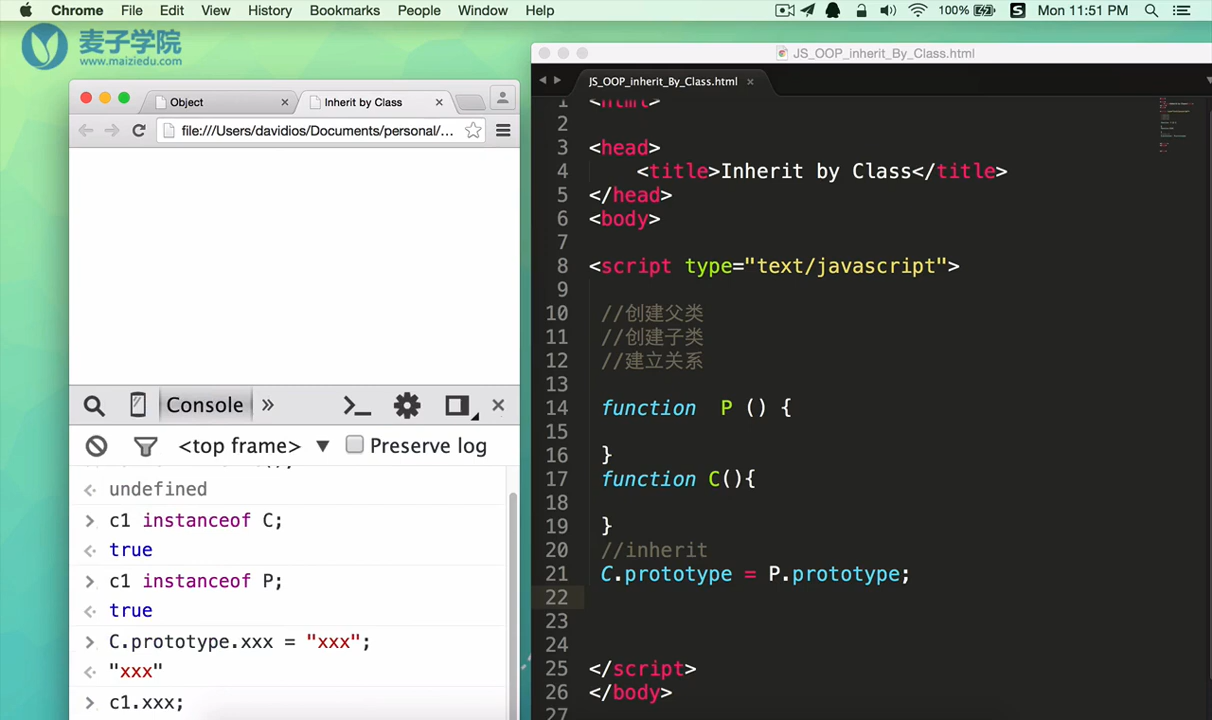 Chrome File Edit View History Bookmarks People Window Help 100% Mon 11:51 PM
麦子学院
www.maiziedu.com
JS_OOP_inherit_By_Class.html
JS_OOP_inherit_By_Class.html ×
Object × Inherit by Class ×
file:///Users/davidios/Documents/personal/...
Console » ×
<top frame> ▼ Preserve log
undefined
c1 instanceof C;
true
c1 instanceof P;
true
C.prototype.xxx = "xxx";
"xxx"
c1.xxx;
1 <html>
2
3 <head>
4 <title>Inherit by Class</title>
5 </head>
6 <body>
7
8 <script type="text/javascript">
9
10 //创建父类
11 //创建子类
12 //建立关系
13
14 function P () {
15
16 }
17 function C(){
18
19 }
20 //inherit
21 C.prototype = P.prototype;
22
23
24
25 </script>
26 </body>
27